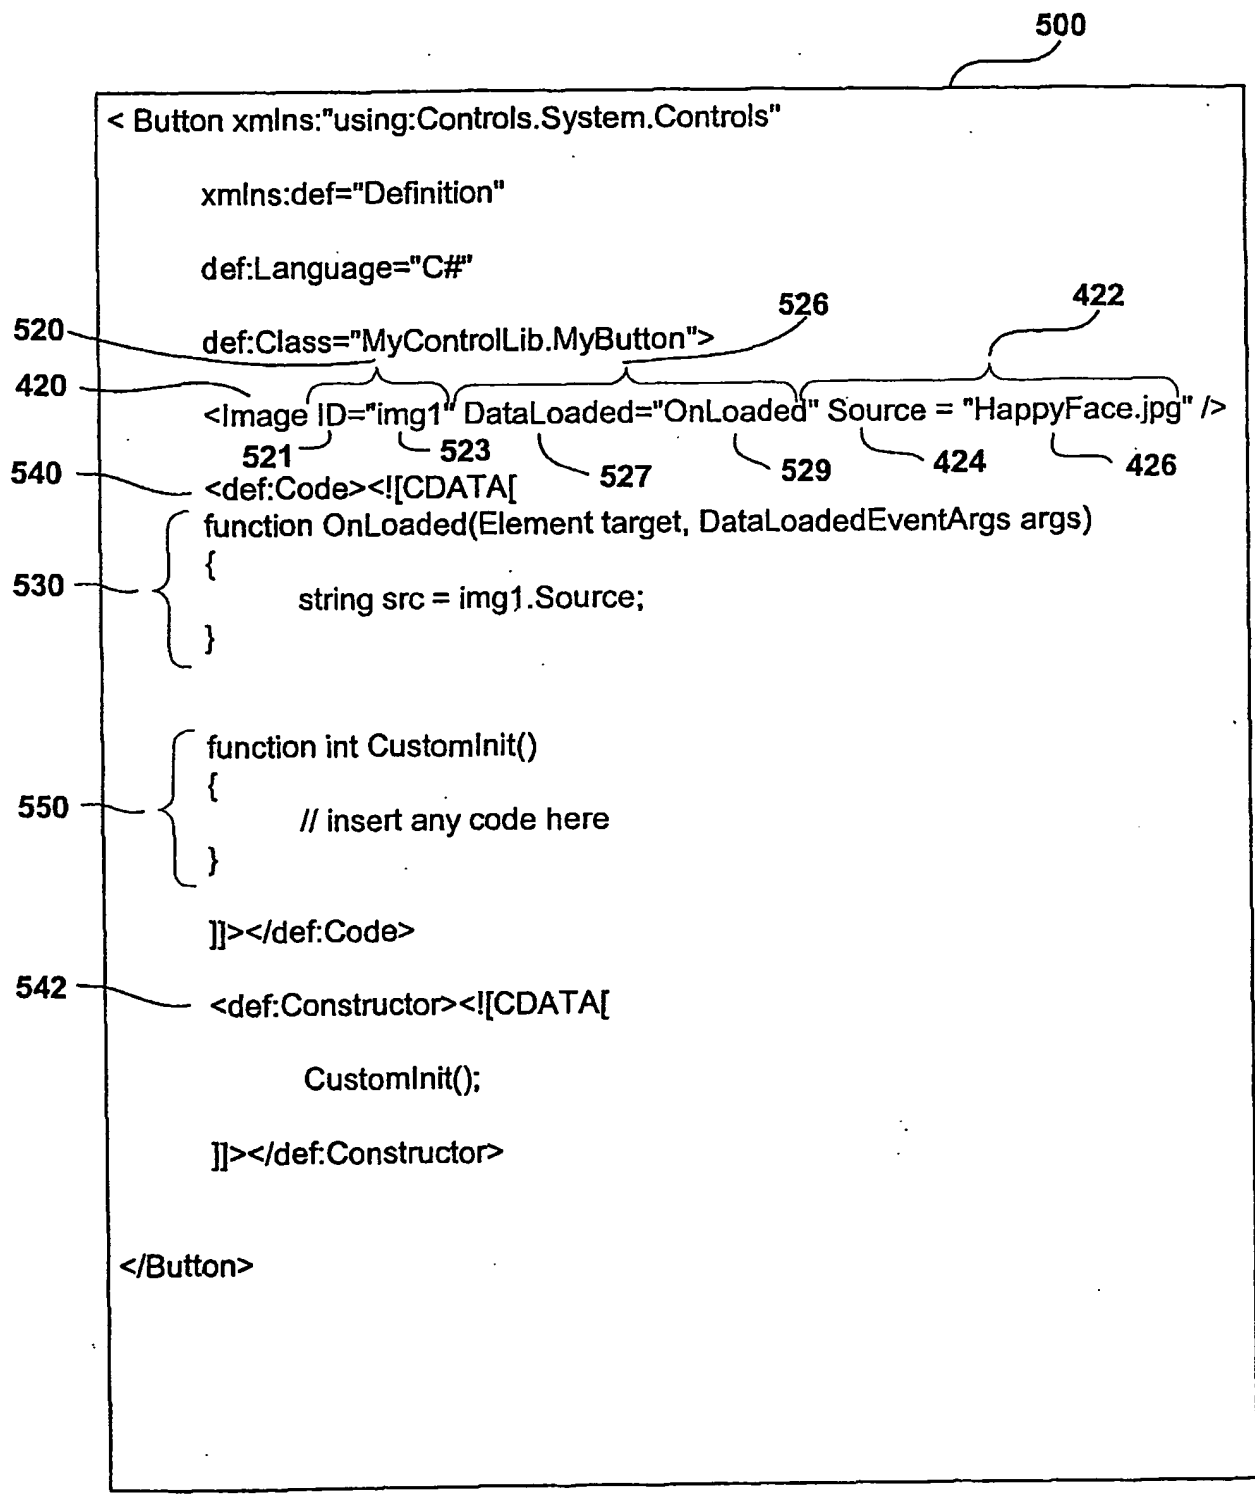 500
< Button xmlns:"using:Controls.System.Controls"
xmlns:def="Definition"
def:Language="C#"
526
422
520
def:Class="MyControlLib.MyButton">
420
<Image ID="img1" DataLoaded="OnLoaded" Source = "HappyFace.jpg" />
521
523
527
529
424
426
540
<def:Code><![CDATA[
function OnLoaded(Element target, DataLoadedEventArgs args)
{
530
string src = img1.Source;
}
function int CustomInit()
{
550
// insert any code here
}
]]></def:Code>
542
<def:Constructor><![CDATA[
CustomInit();
]]></def:Constructor>
</Button>